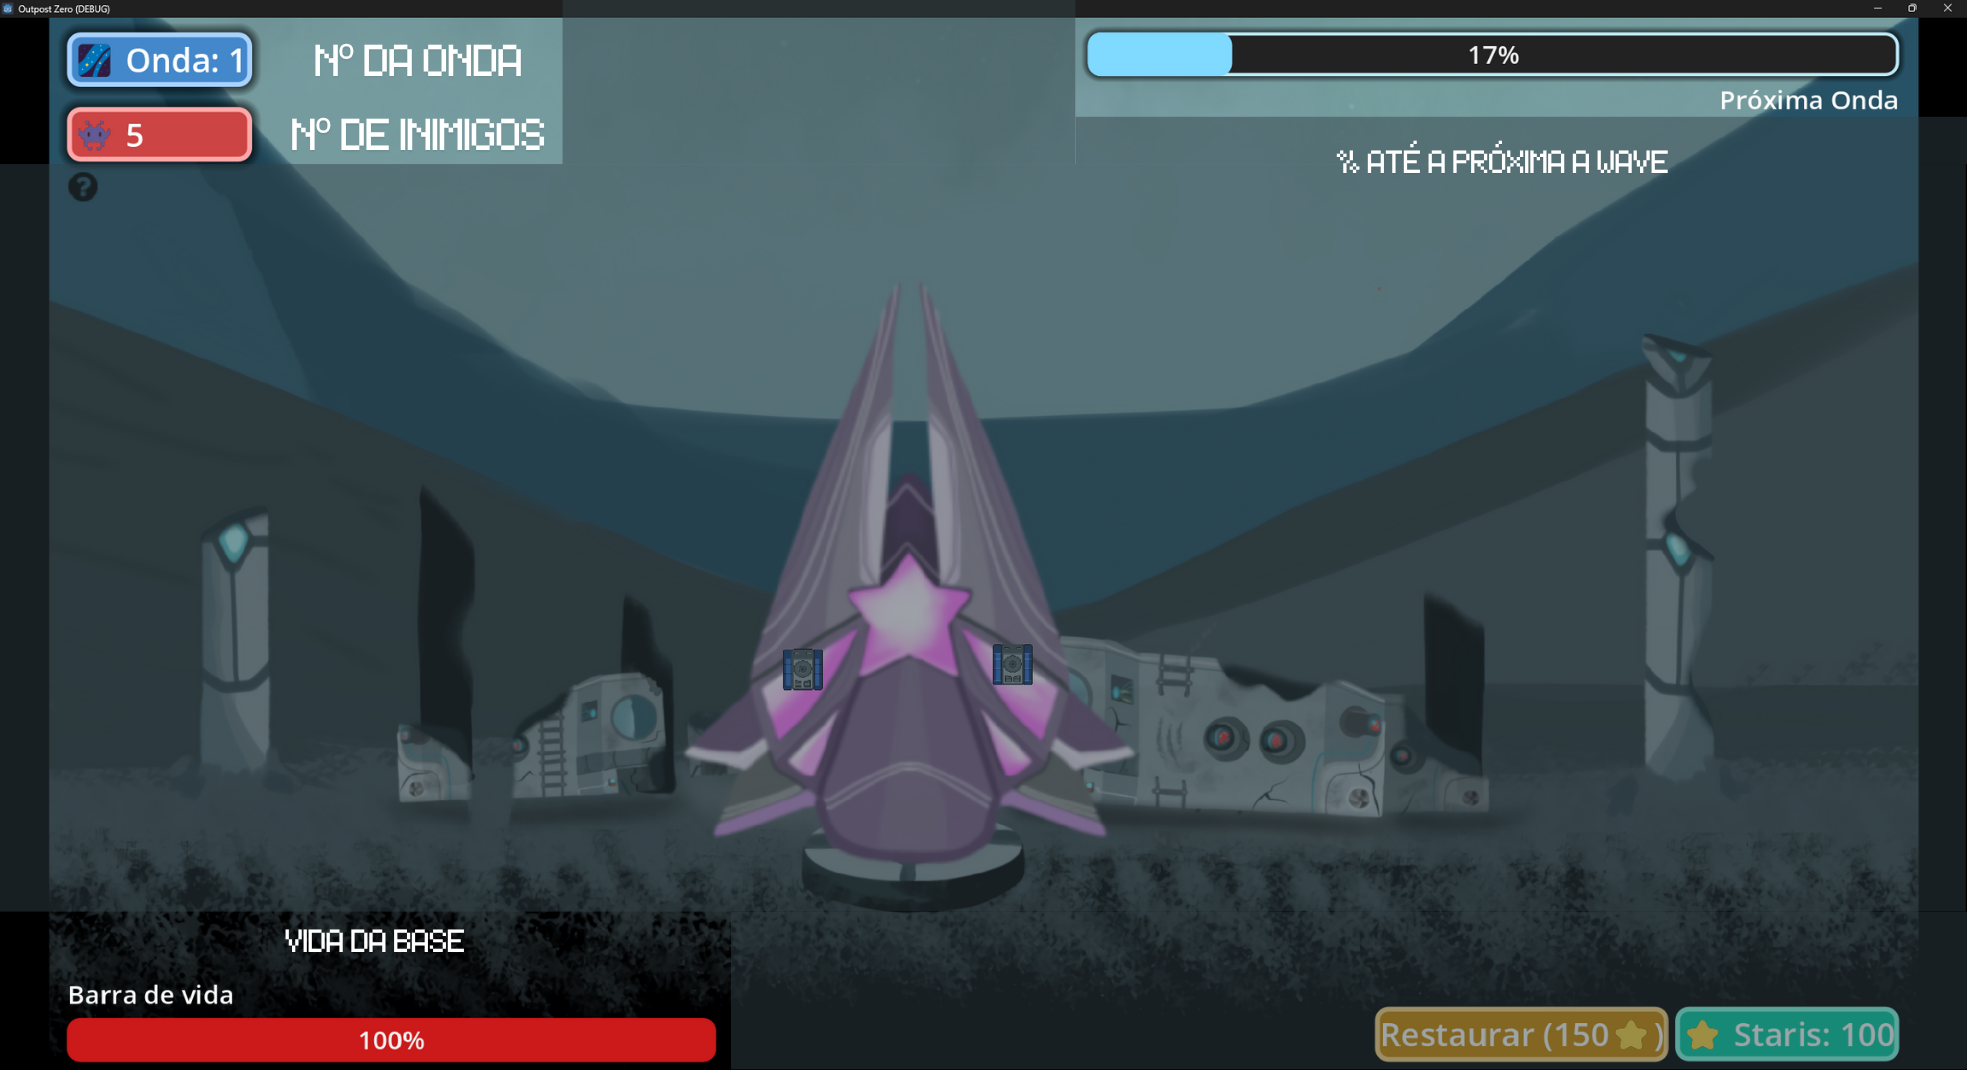 Outpost Zero (DEBUG)
Onda: 1
Nº DA ONDA
17%
Próxima Onda
5
Nº DE INIMIGOS
% ATÉ A PRÓXIMA A WAVE
?
VIDA DA BASE
Barra de vida
100%
Restaurar (150 )
Staris: 100